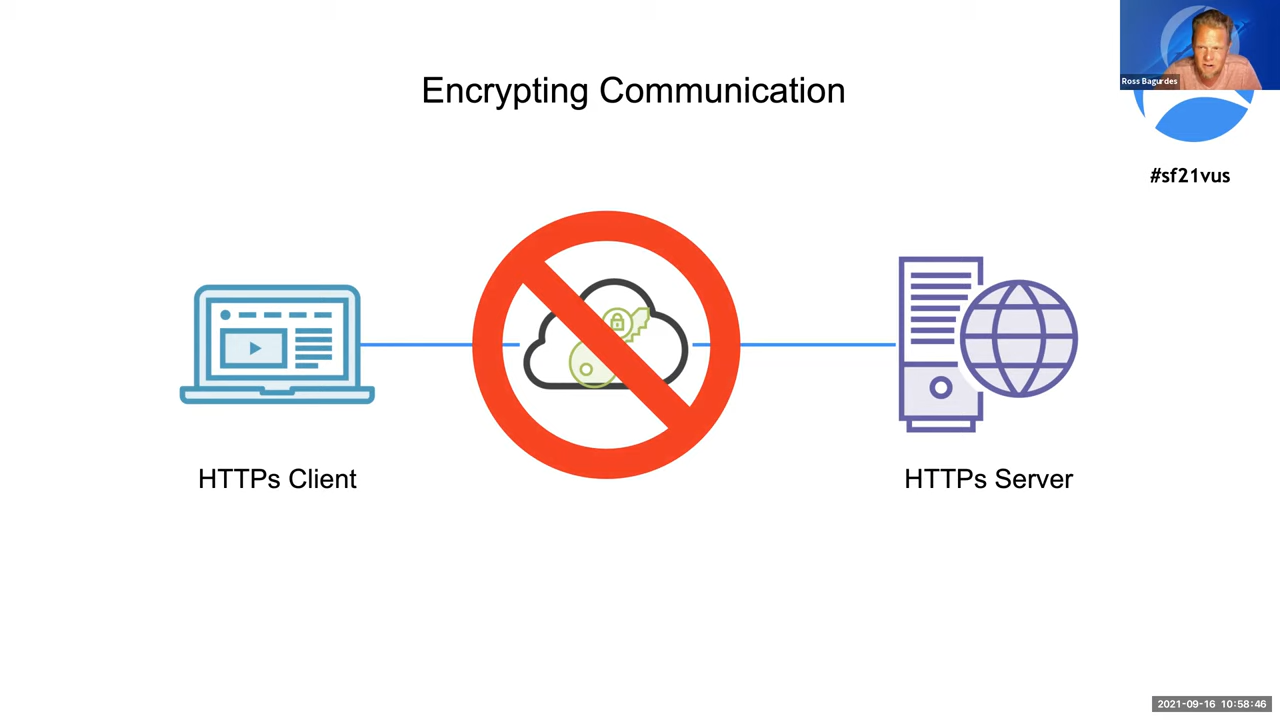 Encrypting Communication
Ross Bagurdes
#sf21vus
HTTPs Client
HTTPs Server
2021-09-16 10:58:46